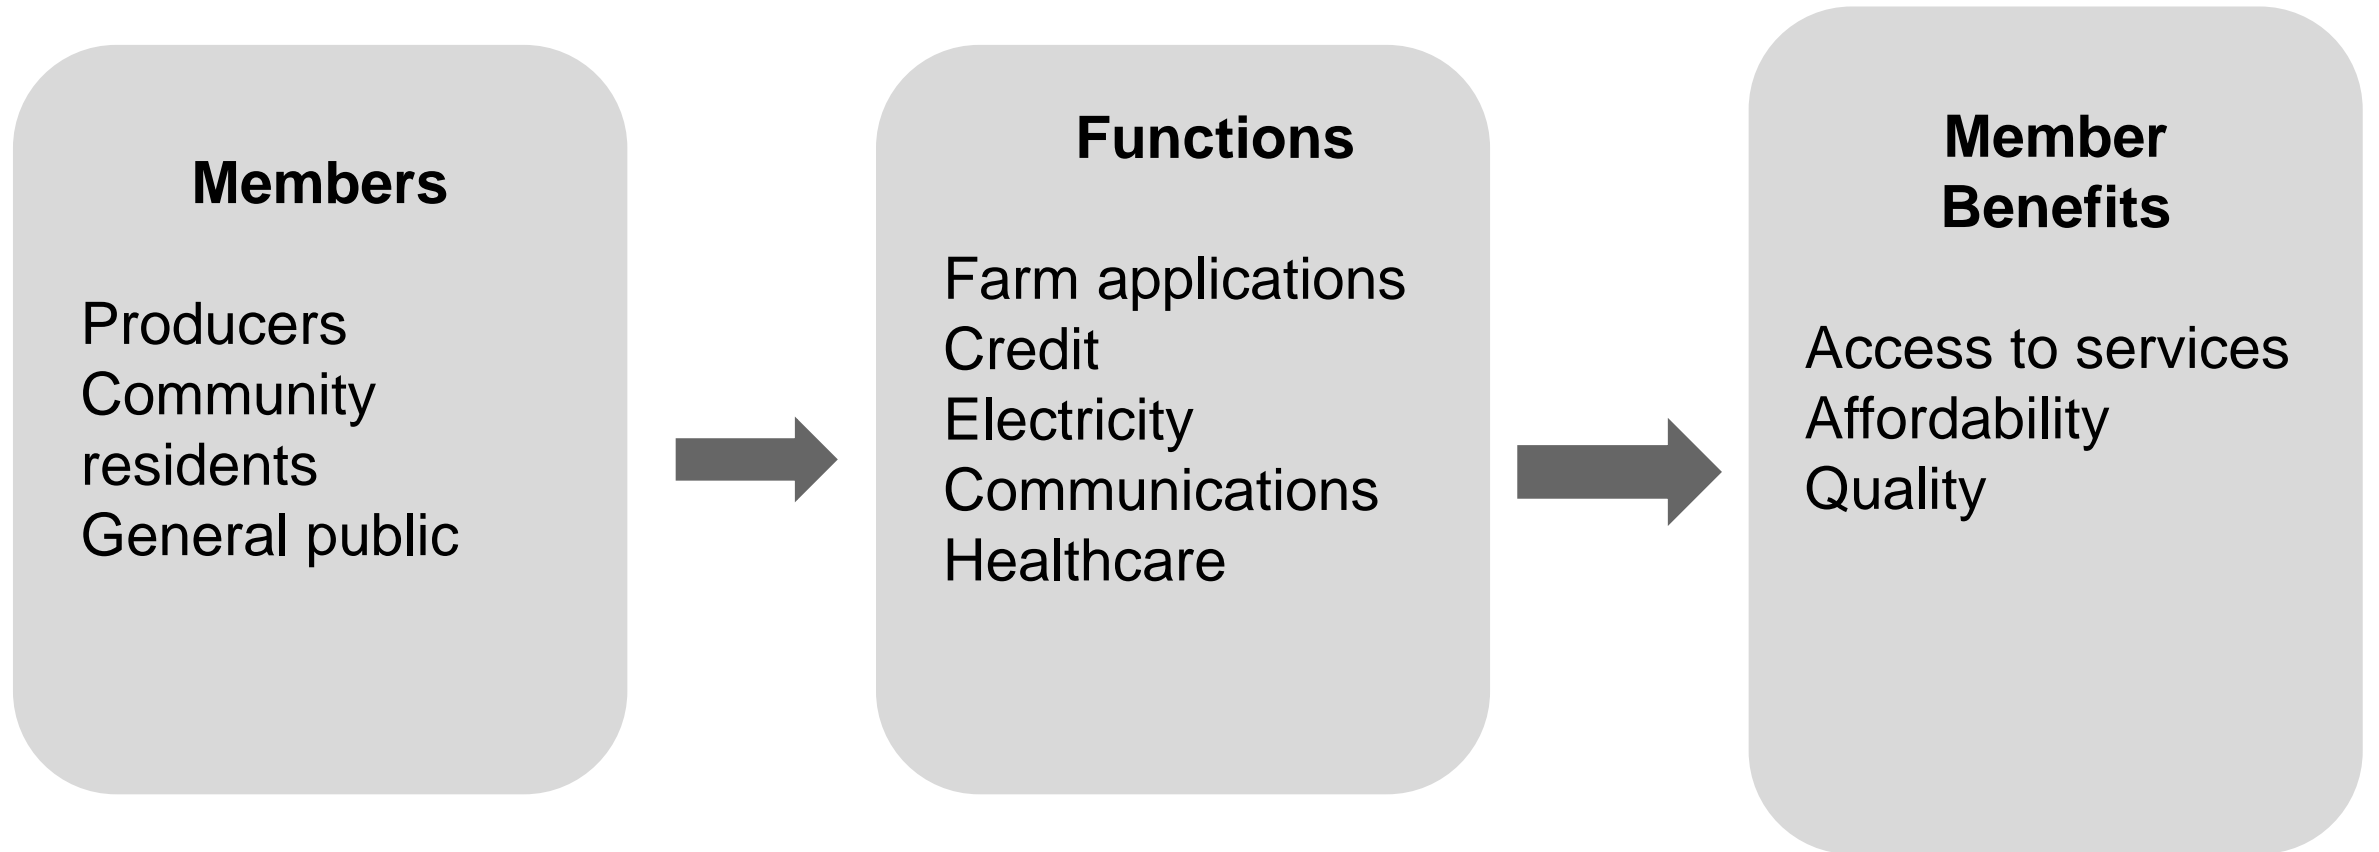 Members
Producers
Community
residents
General public
Functions
Farm applications
Credit
Electricity
Communications
Healthcare
Member
Benefits
Access to services
Affordability
Quality